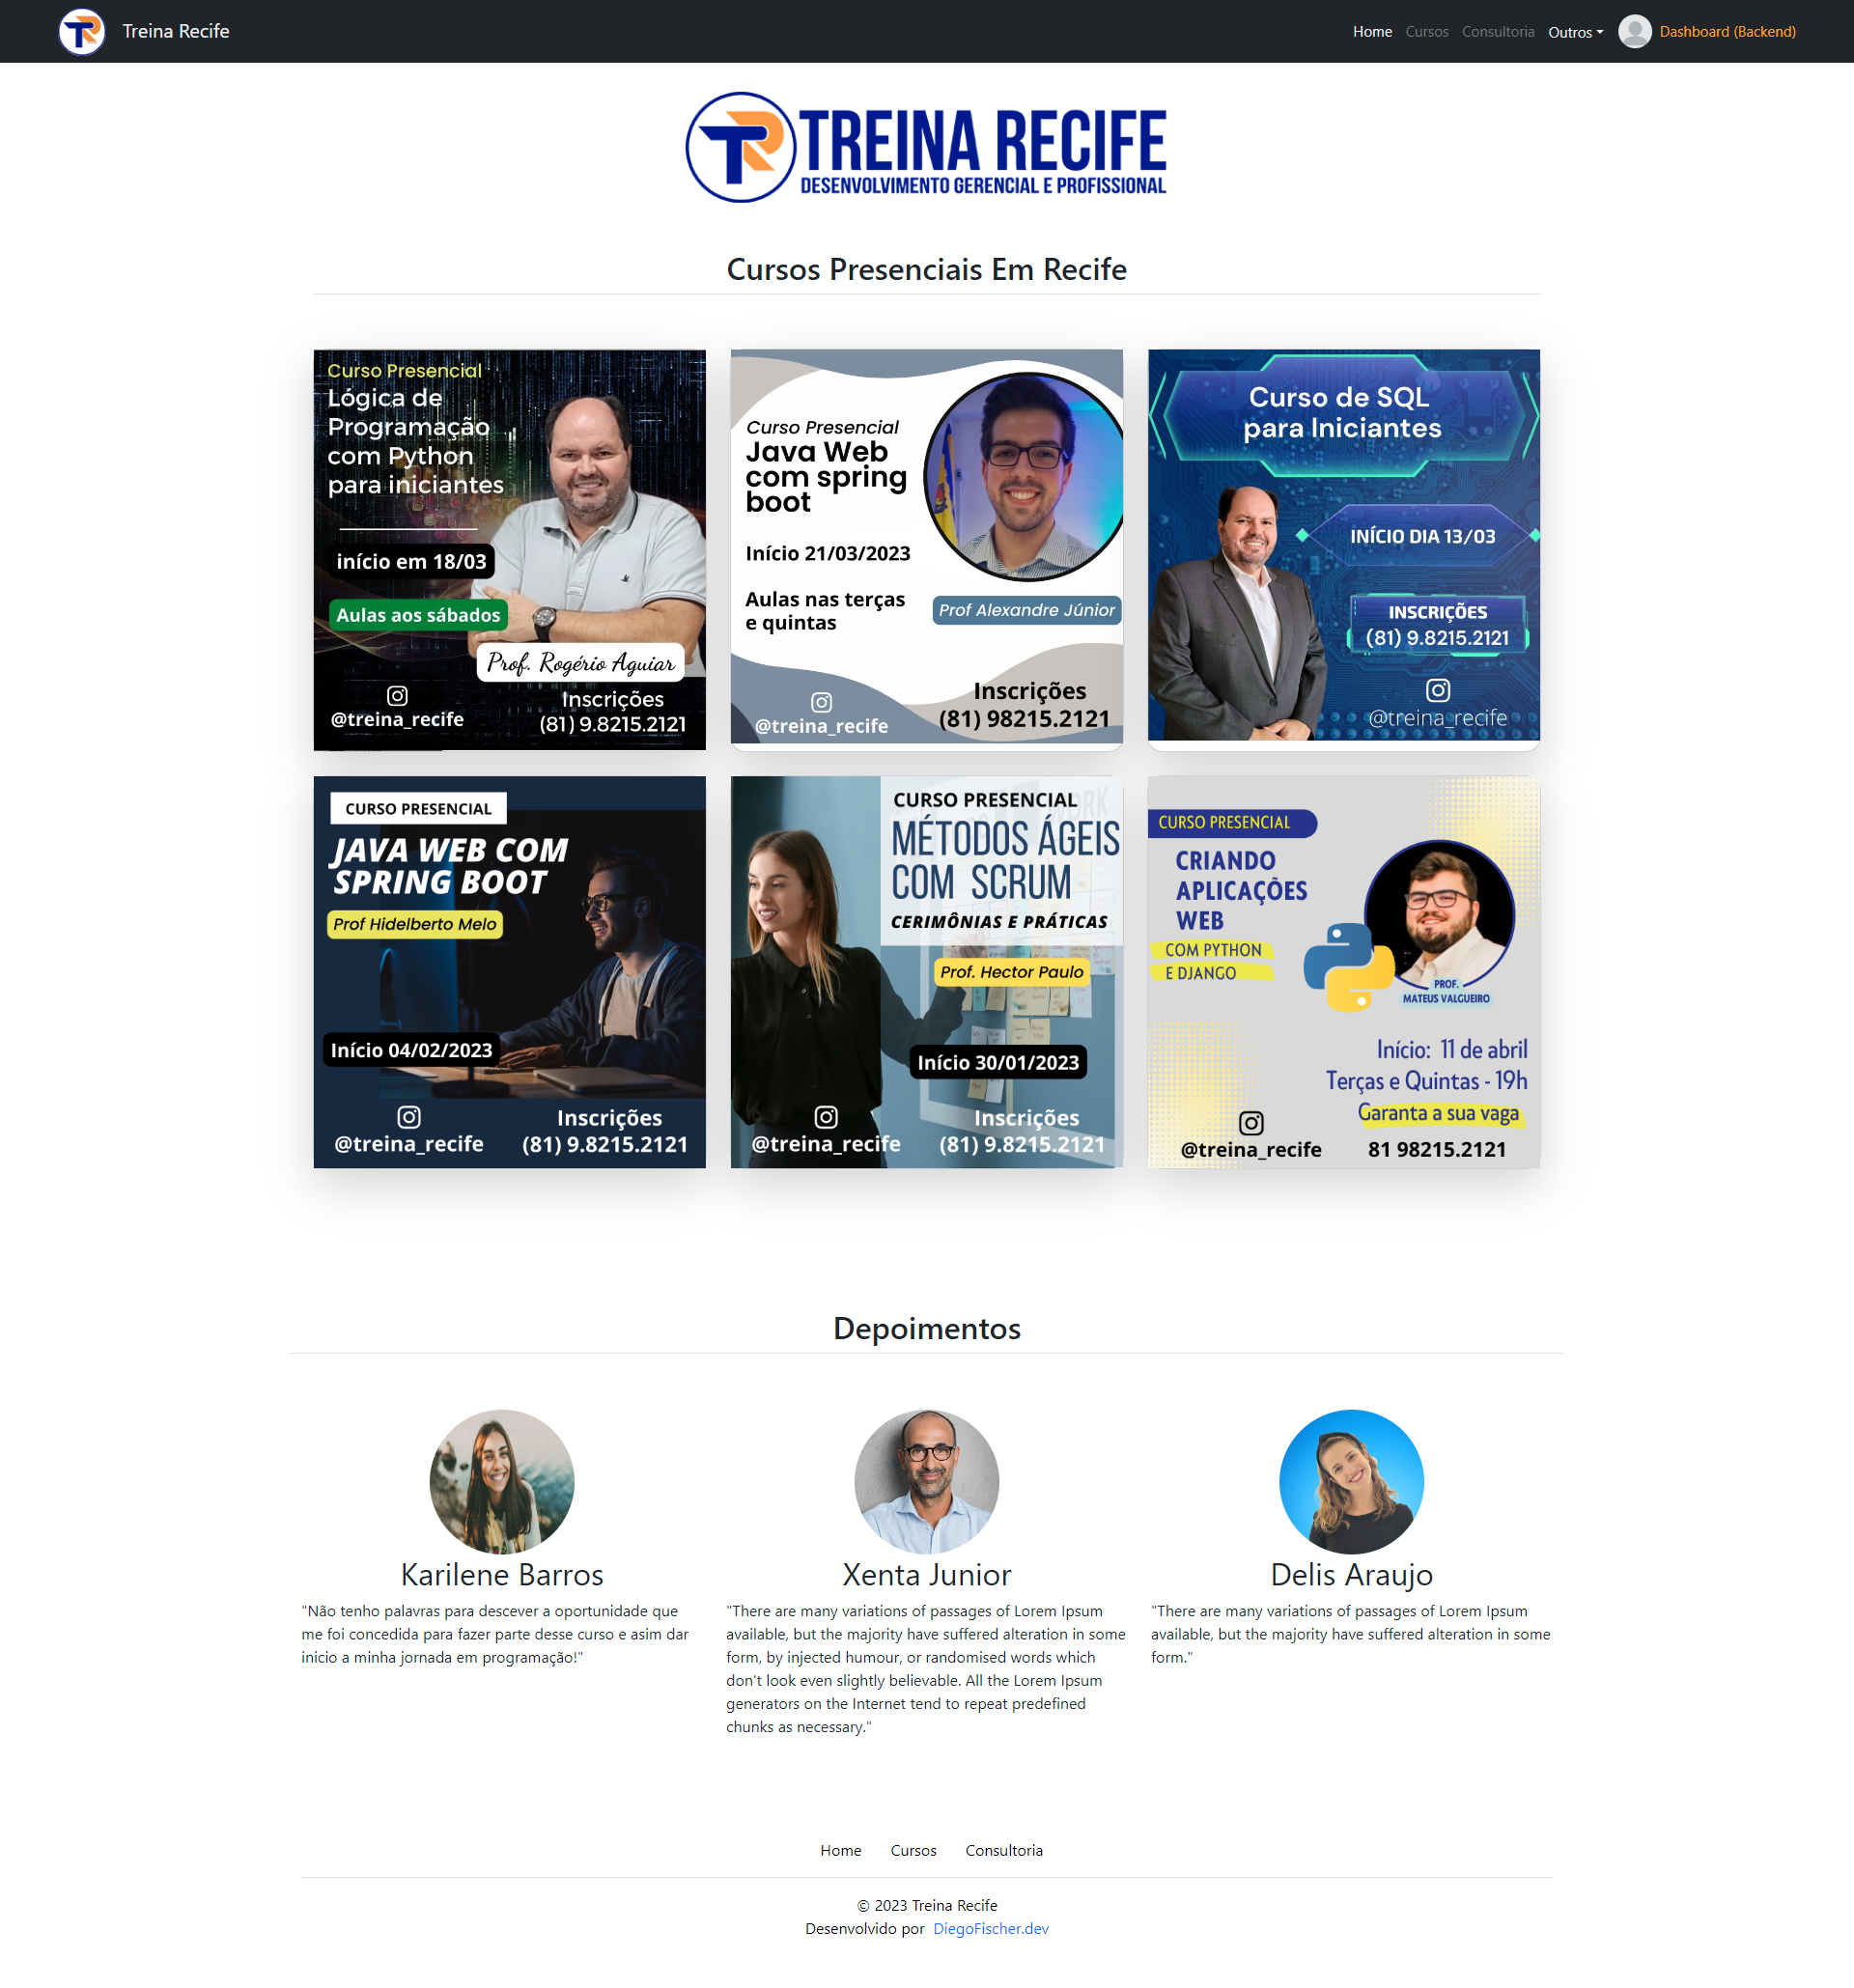 Treina Recife
Home Cursos Consultoria Outros Dashboard (Backend)
TR TREINA RECIFE
DESENVOLVIMENTO GERENCIAL E PROFISSIONAL
Cursos Presenciais Em Recife
Curso Presencial
Lógica de
Programação
com Python
para iniciantes
início em 18/03
Aulas aos sábados
Prof. Rogério Aguiar
@treina_recife
Inscrições
(81) 9.8215.2121
Curso Presencial
Java Web
com spring
boot
Início 21/03/2023
Aulas nas terças
e quintas
Prof Alexandre Júnior
@treina_recife
Inscrições
(81) 98215.2121
Curso de SQL
para Iniciantes
INÍCIO DIA 13/03
INSCRIÇÕES
(81) 9.8215.2121
@treina_recife
CURSO PRESENCIAL
JAVA WEB COM
SPRING BOOT
Prof Hidelberto Melo
Início 04/02/2023
@treina_recife
Inscrições
(81) 9.8215.2121
CURSO PRESENCIAL
MÉTODOS ÁGEIS
COM SCRUM
CERIMÔNIAS E PRÁTICAS
Prof. Hector Paulo
Início 30/01/2023
@treina_recife
Inscrições
(81) 9.8215.2121
CURSO PRESENCIAL
CRIANDO
APLICAÇÕES
WEB
COM PYTHON
E DJANGO
PROF.
MATEUS VALGUEIRO
Início: 11 de abril
Terças e Quintas - 19h
Garanta a sua vaga
@treina_recife
81 98215.2121
Depoimentos
Karilene Barros
"Não tenho palavras para descever a oportunidade que
me foi concedida para fazer parte desse curso e asim dar
inicio a minha jornada em programação!"
Xenta Junior
"There are many variations of passages of Lorem Ipsum
available, but the majority have suffered alteration in some
form, by injected humour, or randomised words which
don't look even slightly believable. All the Lorem Ipsum
generators on the Internet tend to repeat predefined
chunks as necessary."
Delis Araujo
"There are many variations of passages of Lorem Ipsum
available, but the majority have suffered alteration in some
form."
Home Cursos Consultoria
© 2023 Treina Recife
Desenvolvido por DiegoFischer.dev